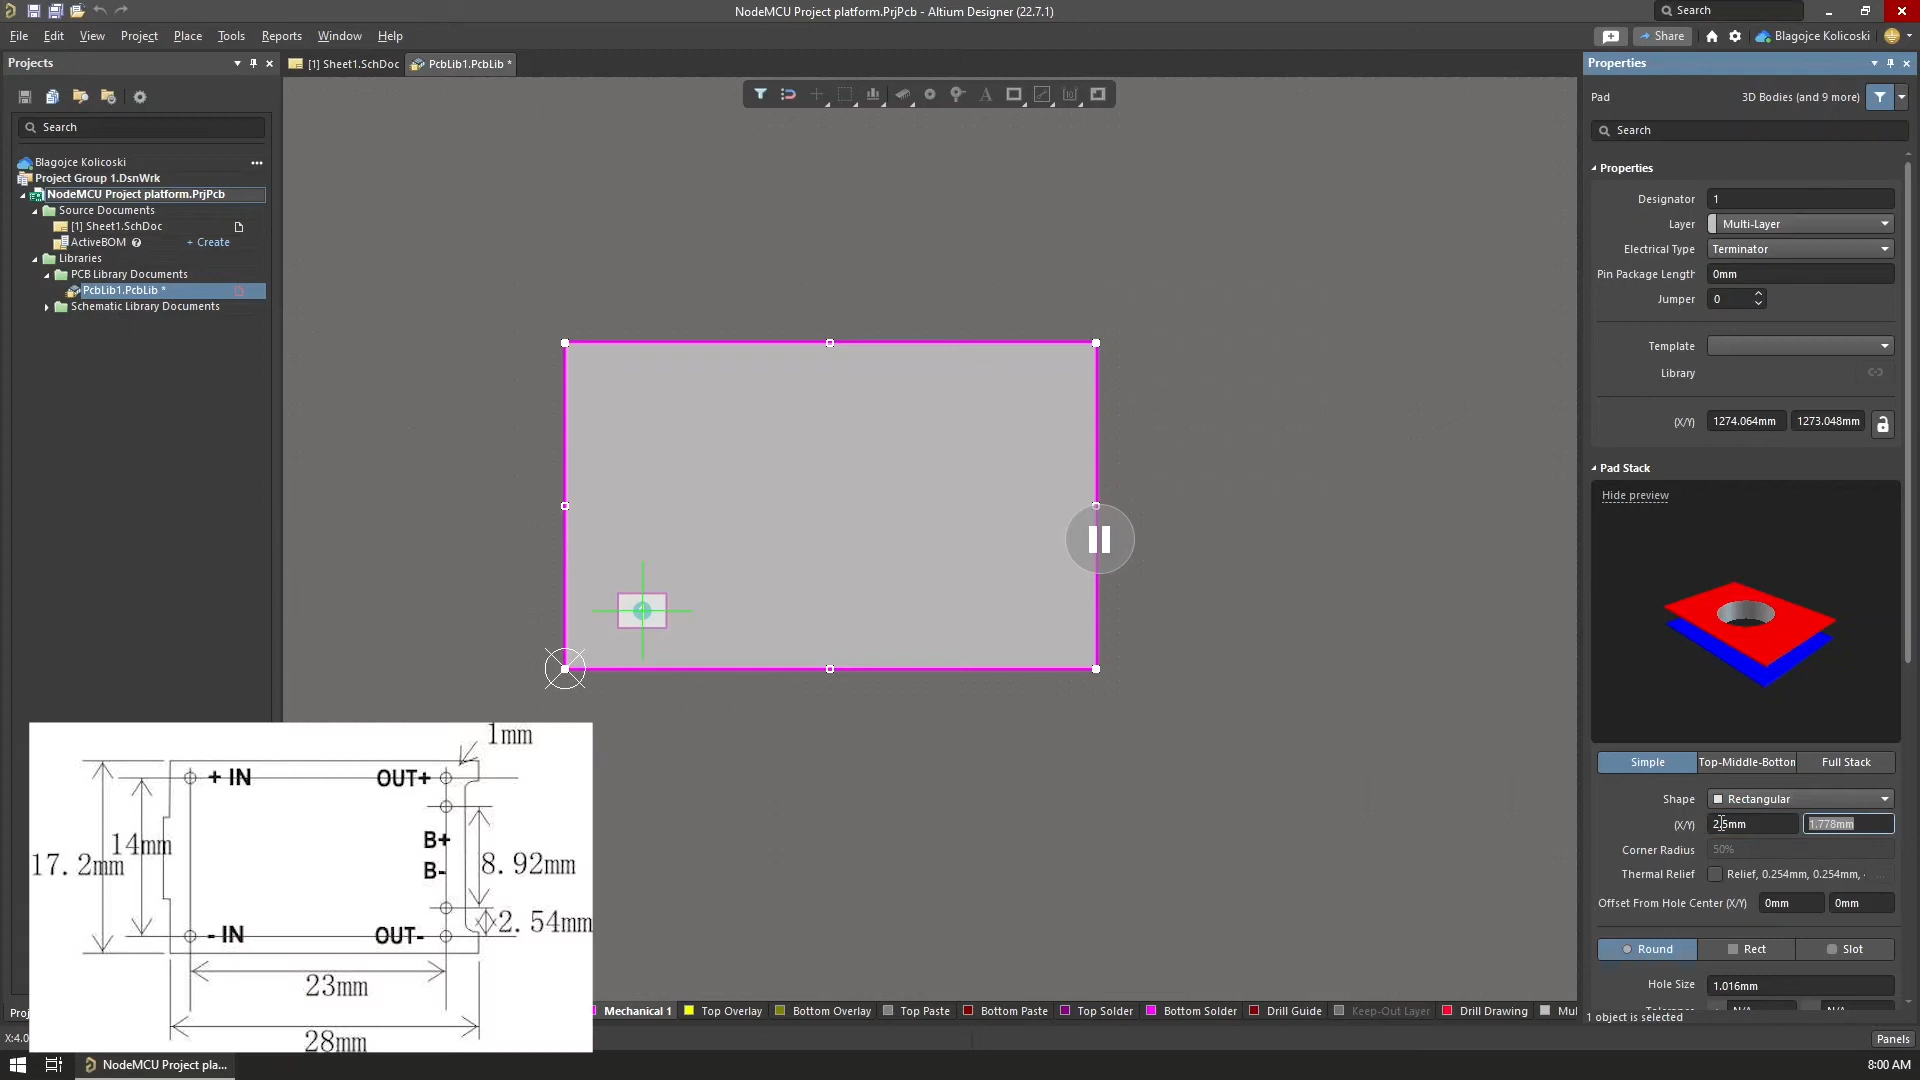 NodeMCU Project platform.PrjPcb - Altium Designer (22.7.1)
Search
File Edit View Project Place Tools Reports Window Help
Share
Blagojce Kolicoski
Projects
[1] Sheet1.SchDoc
PcbLib1.PcbLib *
Search
Blagojce Kolicoski
Project Group 1.DsnWrk
NodeMCU Project platform.PrjPcb
Source Documents
[1] Sheet1.SchDoc
ActiveBOM
+ Create
Libraries
PCB Library Documents
PcbLib1.PcbLib *
Schematic Library Documents
Properties
Pad
3D Bodies (and 9 more)
Search
Properties
Designator 1
Layer Multi-Layer
Electrical Type Terminator
Pin Package Length 0mm
Jumper 0
Template
Library
(X/Y) 1274.064mm 1273.048mm
Pad Stack
Hide preview
Simple Top-Middle-Bottom Full Stack
Shape Rectangular
(X/Y) 2.5mm 1.778mm
Corner Radius 50%
Thermal Relief Relief, 0.254mm, 0.254mm,
Offset From Hole Center (X/Y) 0mm 0mm
Round Rect Slot
Hole Size 1.016mm
1 object is selected
1mm
+ IN
OUT+
14mm
17.2mm
B+
B-
8.92mm
2.54mm
- IN
OUT-
23mm
28mm
Mechanical 1 Top Overlay Bottom Overlay Top Paste Bottom Paste Top Solder Bottom Solder Drill Guide Keep-Out Layer Drill Drawing Mul
X:4.0
Panels
NodeMCU Project pla...
8:00 AM